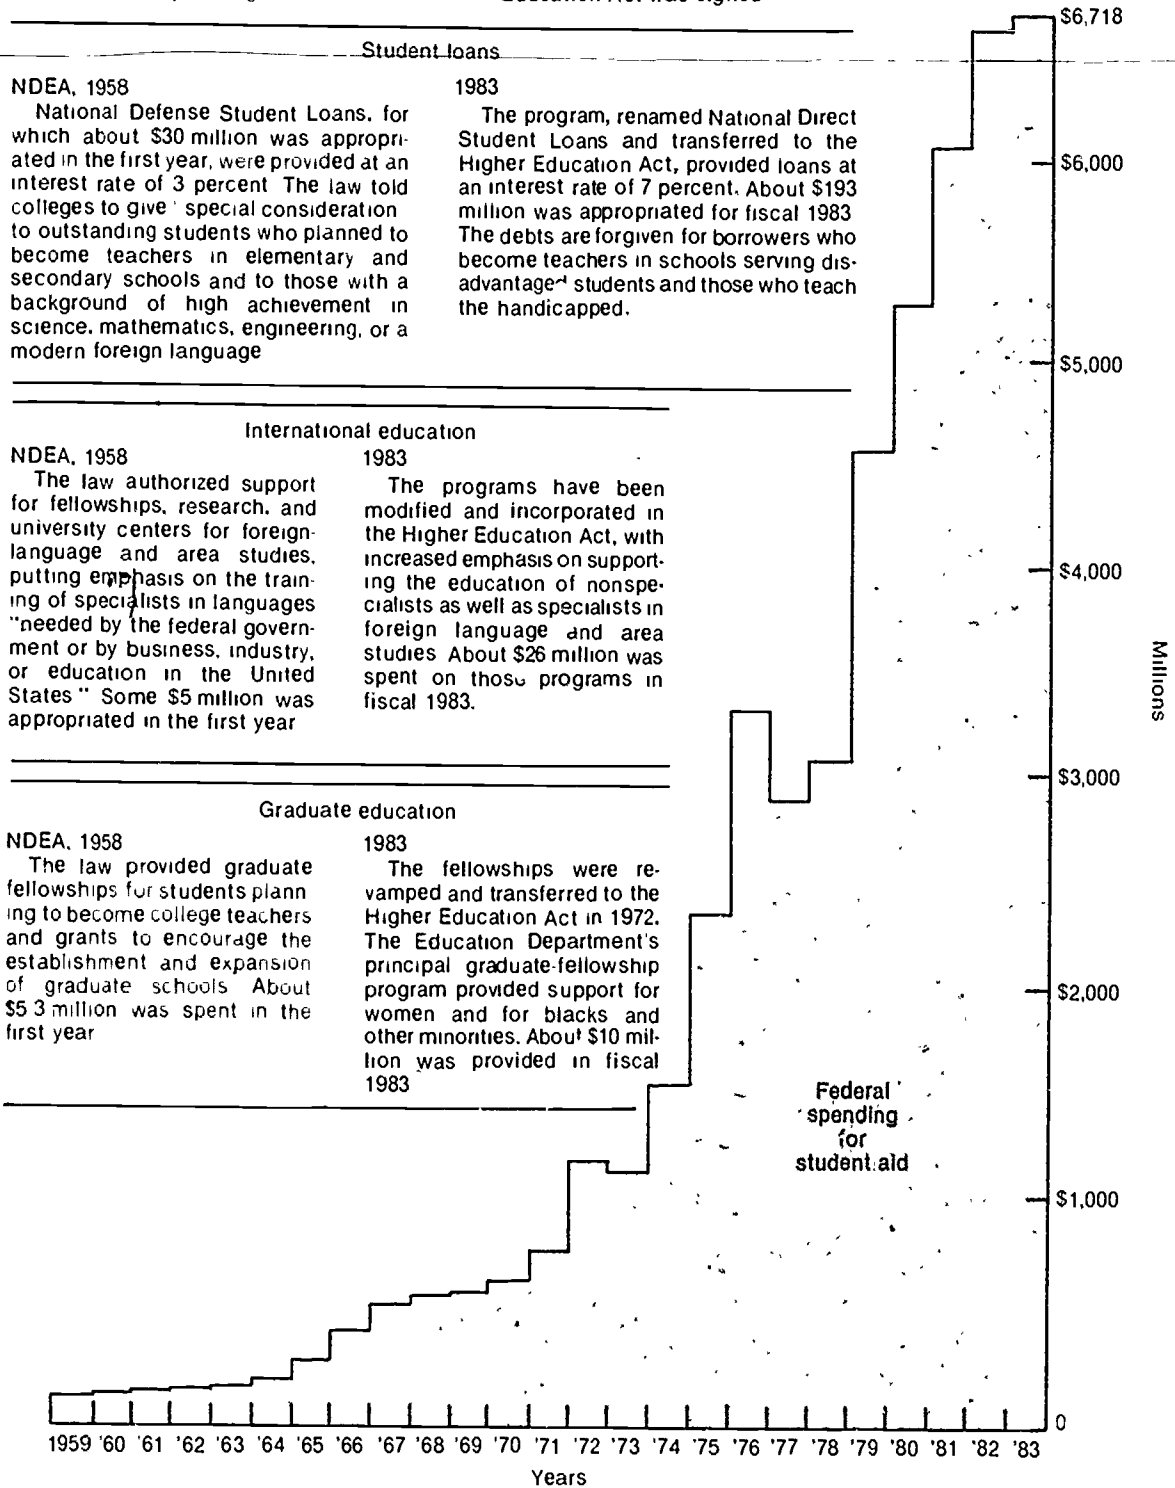 Education Act was signed
Student loans
NDEA, 1958
National Defense Student Loans, for
which about $30 million was appropri-
ated in the first year, were provided at an
interest rate of 3 percent The law told
colleges to give ' special consideration
to outstanding students who planned to
become teachers in elementary and
secondary schools and to those with a
background of high achievement in
science, mathematics, engineering, or a
modern foreign language
1983
The program, renamed National Direct
Student Loans and transferred to the
Higher Education Act, provided loans at
an interest rate of 7 percent. About $193
million was appropriated for fiscal 1983
The debts are forgiven for borrowers who
become teachers in schools serving dis-
advantaged students and those who teach
the handicapped.
International education
NDEA, 1958
The law authorized support
for fellowships, research, and
university centers for foreign-
language and area studies,
putting emphasis on the train-
ing of specialists in languages
"needed by the federal govern-
ment or by business, industry,
or education in the United
States " Some $5 million was
appropriated in the first year
1983
The programs have been
modified and incorporated in
the Higher Education Act, with
increased emphasis on support-
ing the education of nonspe-
cialists as well as specialists in
foreign language and area
studies About $26 million was
spent on those programs in
fiscal 1983.
Graduate education
NDEA, 1958
The law provided graduate
fellowships for students plann
ing to become college teachers
and grants to encourage the
establishment and expansion
of graduate schools About
$5 3 million was spent in the
first year
1983
The fellowships were re-
vamped and transferred to the
Higher Education Act in 1972.
The Education Department's
principal graduate-fellowship
program provided support for
women and for blacks and
other minorities. About $10 mil-
lion was provided in fiscal
1983
$6,718
$6,000
$5,000
$4,000
$3,000
$2,000
$1,000
0
Millions
Federal
spending
for
student aid
1959 '60 '61 '62 '63 '64 '65 '66 '67 '68 '69 '70 '71 '72 '73 '74 '75 '76 '77 '78 '79 '80 '81 '82 '83
Years